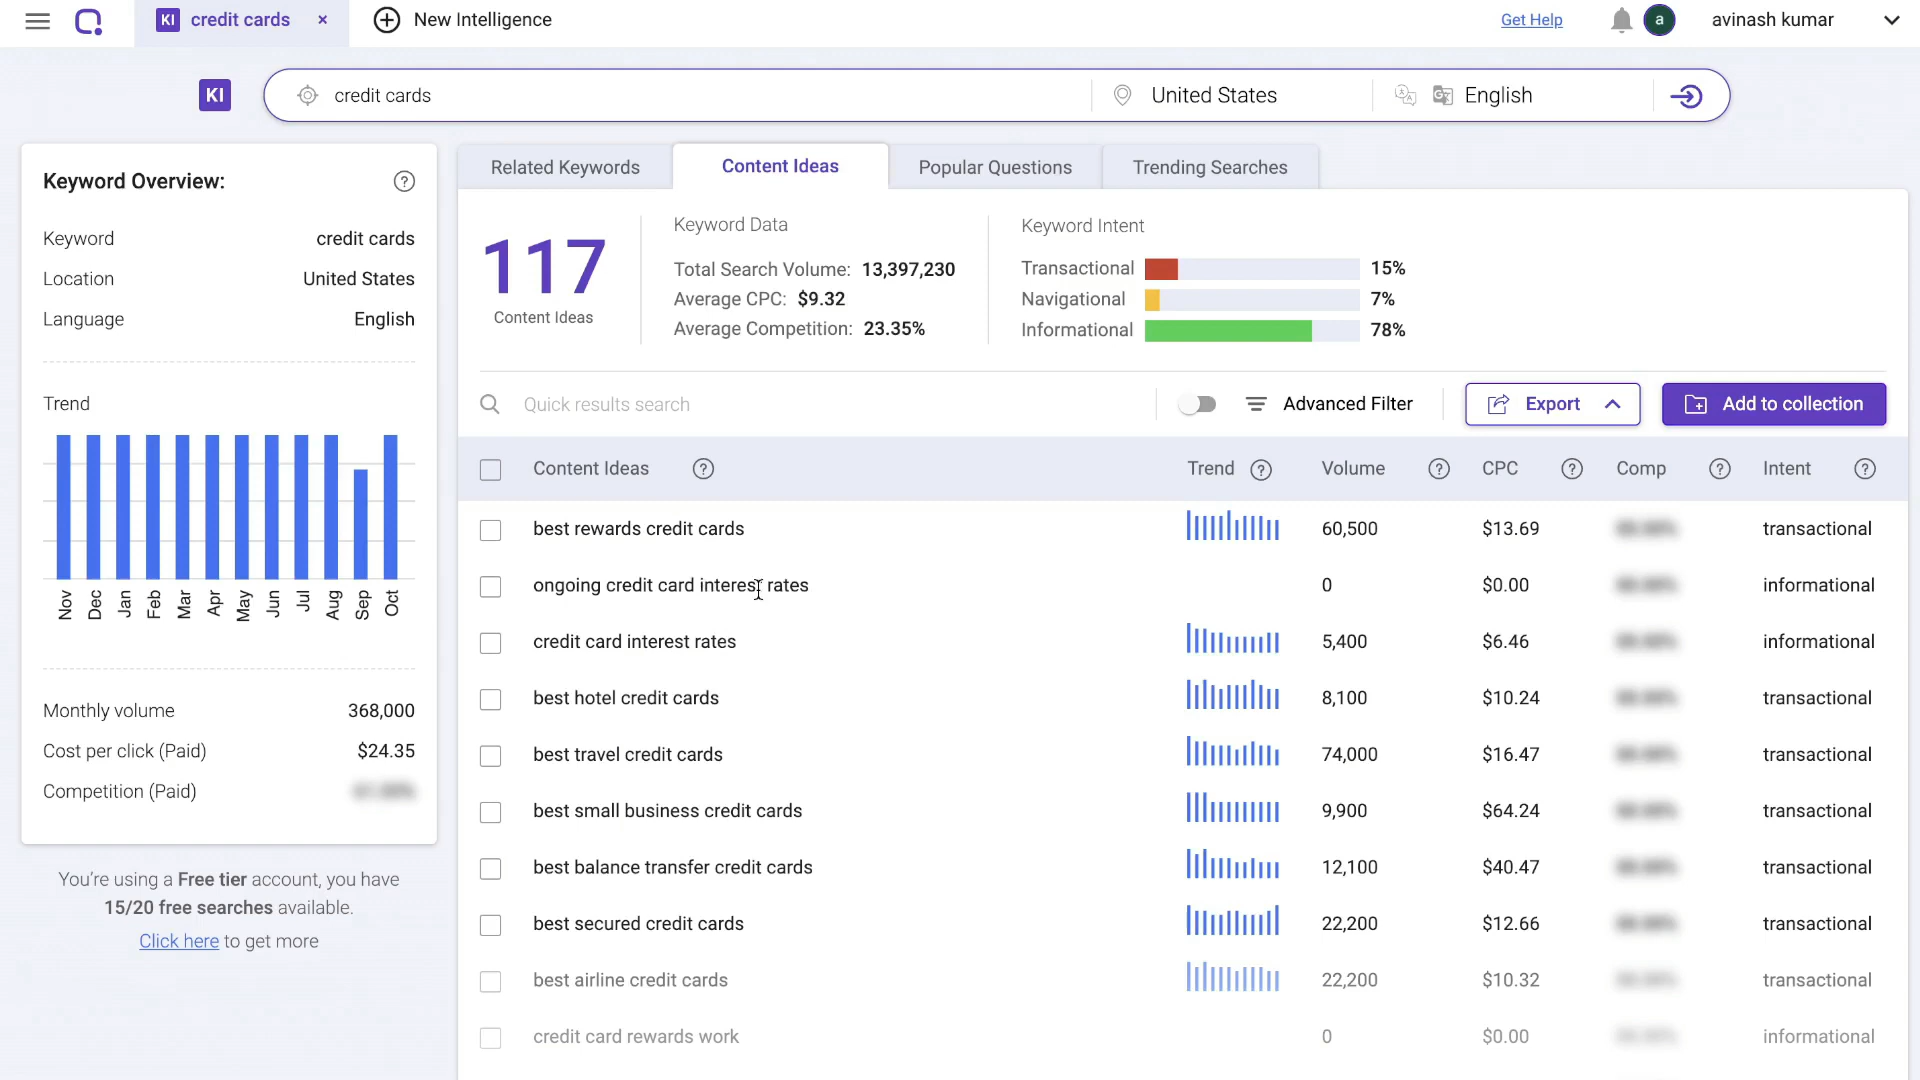 KI credit cards × New Intelligence Get Help a avinash kumar
KI credit cards United States English
Keyword Overview: ?
Keyword credit cards
Location United States
Language English
Trend
Nov Dec Jan Feb Mar Apr May Jun Jul Aug Sep Oct
Monthly volume 368,000
Cost per click (Paid) $24.35
Competition (Paid)
You're using a Free tier account, you have
15/20 free searches available.
Click here to get more
Related Keywords Content Ideas Popular Questions Trending Searches
117
Content Ideas
Keyword Data
Total Search Volume: 13,397,230
Average CPC: $9.32
Average Competition: 23.35%
Keyword Intent
Transactional 15%
Navigational 7%
Informational 78%
Quick results search Advanced Filter Export Add to collection
Content Ideas ? Trend ? Volume ? CPC ? Comp ? Intent ?
best rewards credit cards 60,500 $13.69 transactional
ongoing credit card interest rates 0 $0.00 informational
credit card interest rates 5,400 $6.46 informational
best hotel credit cards 8,100 $10.24 transactional
best travel credit cards 74,000 $16.47 transactional
best small business credit cards 9,900 $64.24 transactional
best balance transfer credit cards 12,100 $40.47 transactional
best secured credit cards 22,200 $12.66 transactional
best airline credit cards 22,200 $10.32 transactional
credit card rewards work 0 $0.00 informational